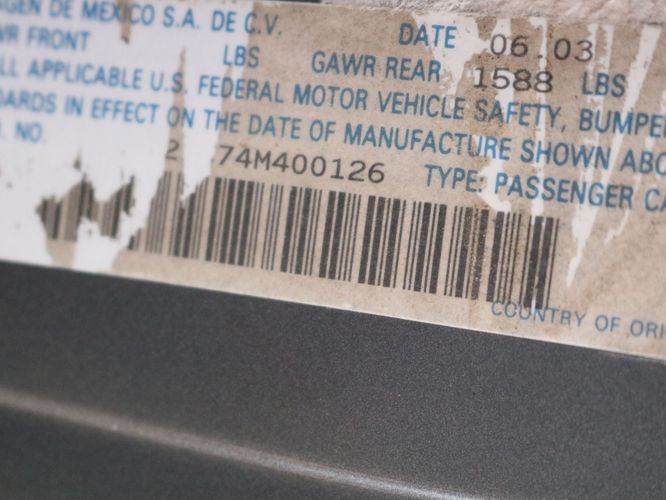 AGEN DE MEXICO S.A. DE C.V. DATE 06 03
WR FRONT LBS GAWR REAR 1588 LBS
LL APPLICABLE U.S. FEDERAL MOTOR VEHICLE SAFETY, BUMPE
DARDS IN EFFECT ON THE DATE OF MANUFACTURE SHOWN ABO
. NO. 2 74M400126 TYPE: PASSENGER CA
COUNTRY OF ORI